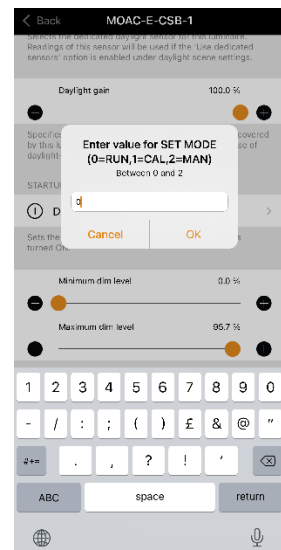 Back MOAC-E-CSB-1
Selects the dedicated daylight sensor for this luminaire.
Readings of this sensor will be used if the 'Use dedicated
sensors' option is enabled under daylight scene settings.
Daylight gain 100.0 %
Specifies covered
by this lu se of
daylight-
Enter value for SET MODE
(0=RUN,1=CAL,2=MAN)
Between 0 and 2
0
Cancel OK
STARTU
D
Sets the s
turned On
Minimum dim level 0.0 %
Maximum dim level 95.7 %
1 2 3 4 5 6 7 8 9 0
- / : ; ( ) £ & @ "
#+= . , ? ! '
ABC space return